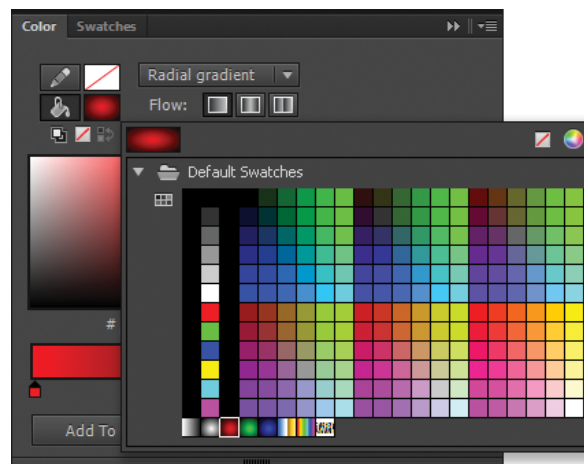 Color Swatches
Radial gradient
Flow:
Default Swatches
#
Add To